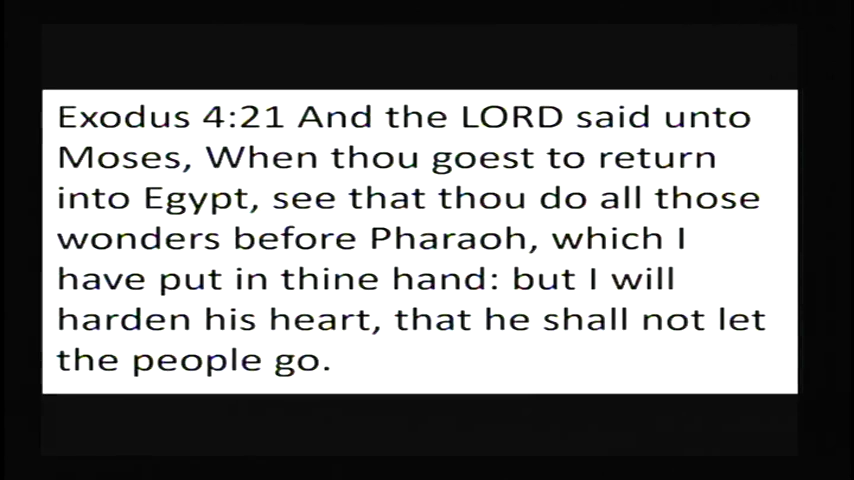 Exodus 4:21 And the LORD said unto
Moses, When thou goest to return
into Egypt, see that thou do all those
wonders before Pharaoh, which I
have put in thine hand: but I will
harden his heart, that he shall not let
the people go.